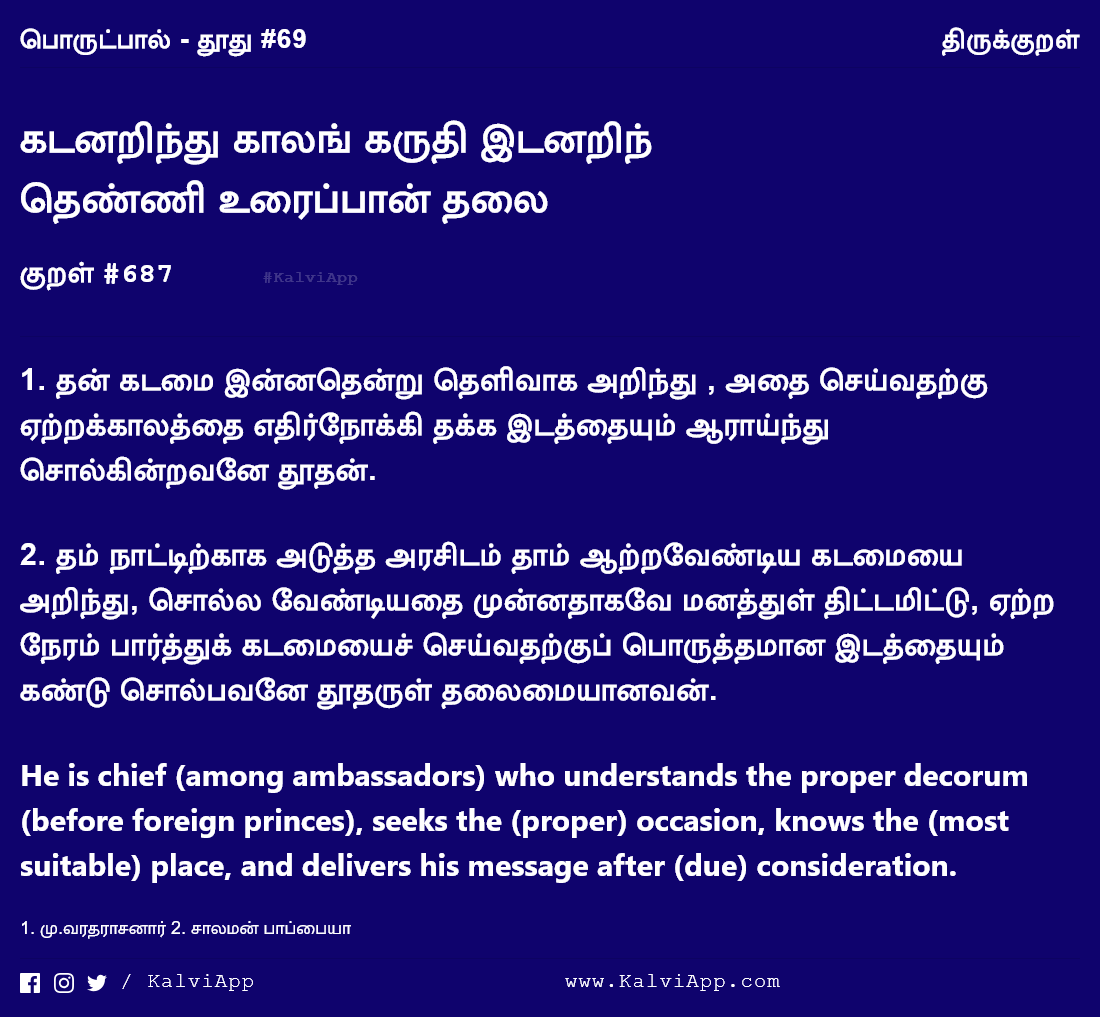 பொருட்பால் - தூது #69 திருக்குறள்
கடனறிந்து காலங் கருதி இடனறிந்
தெண்ணி உரைப்பான் தலை
குறள் #687 #KalviApp
1. தன் கடமை இன்னதென்று தெளிவாக அறிந்து , அதை செய்வதற்கு
ஏற்றக்காலத்தை எதிர்நோக்கி தக்க இடத்தையும் ஆராய்ந்து
சொல்கின்றவனே தூதன்.
2. தம் நாட்டிற்காக அடுத்த அரசிடம் தாம் ஆற்றவேண்டிய கடமையை
அறிந்து, சொல்ல வேண்டியதை முன்னதாகவே மனத்துள் திட்டமிட்டு, ஏற்ற
நேரம் பார்த்துக் கடமையைச் செய்வதற்குப் பொருத்தமான இடத்தையும்
கண்டு சொல்பவனே தூதருள் தலைமையானவன்.
He is chief (among ambassadors) who understands the proper decorum
(before foreign princes), seeks the (proper) occasion, knows the (most
suitable) place, and delivers his message after (due) consideration.
1. மு.வரதராசனார் 2. சாலமன் பாப்பையா
/ KalviApp www.KalviApp.com